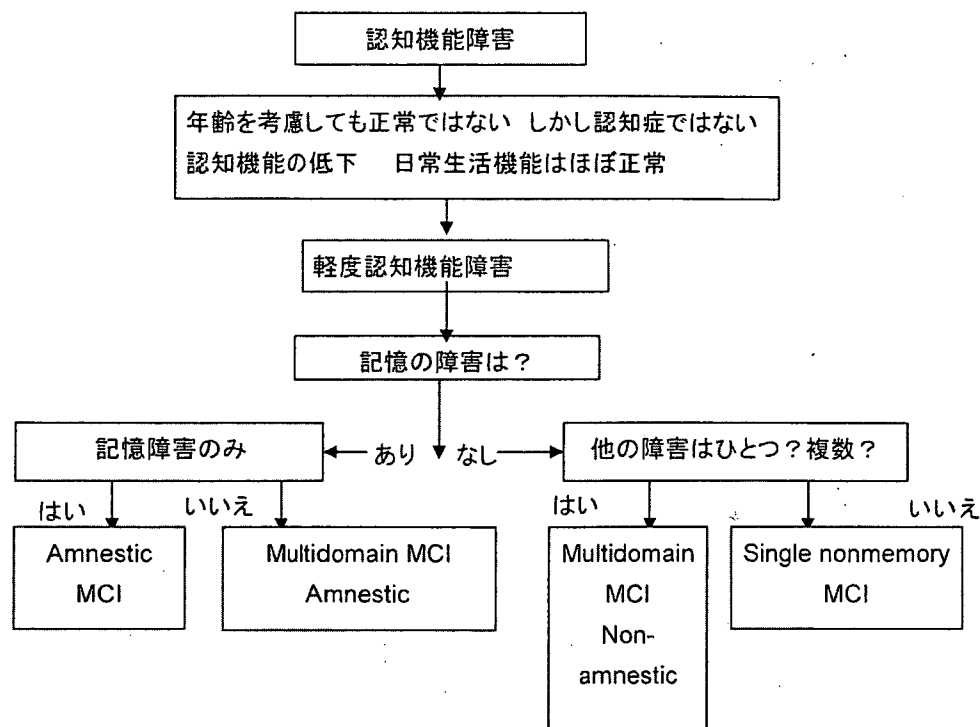 認知機能障害
年齢を考慮しても正常ではない しかし認知症ではない
認知機能の低下 日常生活機能はほぼ正常
軽度認知機能障害
記憶の障害は?
記憶障害のみ
あり
なし
他の障害はひとつ?複数?
はい
いいえ
はい
いいえ
Amnestic
MCI
Multidomain MCI
Amnestic
Multidomain
MCI
Non-
amnestic
Single nonmemory
MCI